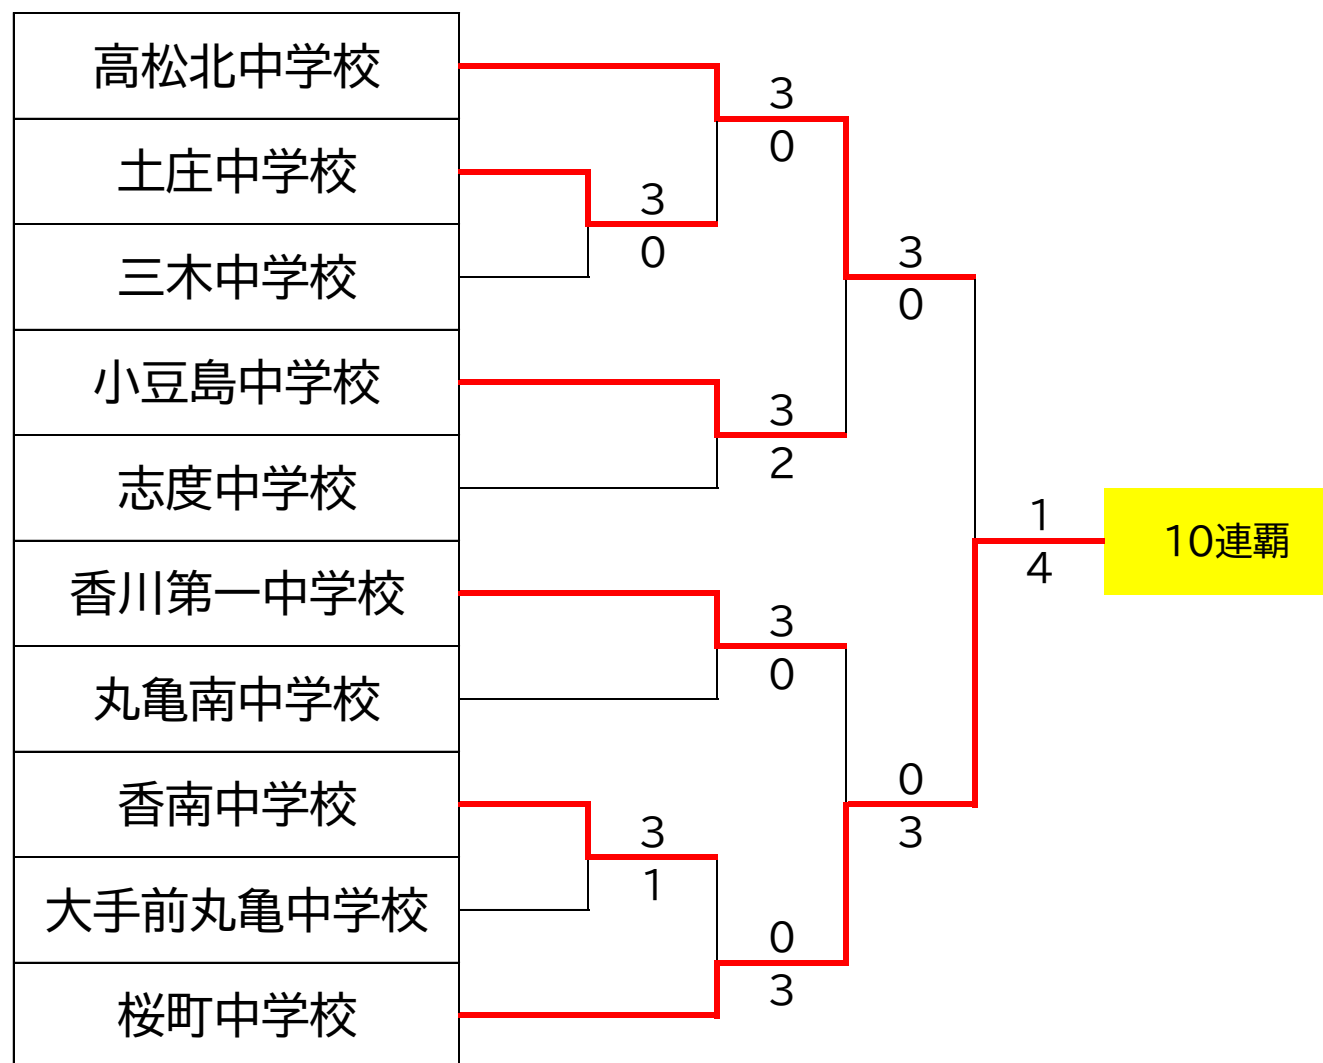 高松北中学校
土庄中学校
三木中学校
小豆島中学校
志度中学校
香川第一中学校
丸亀南中学校
香南中学校
大手前丸亀中学校
桜町中学校
3
0
3
1
3
0
3
2
3
0
0
3
3
0
0
3
1
4
10連覇